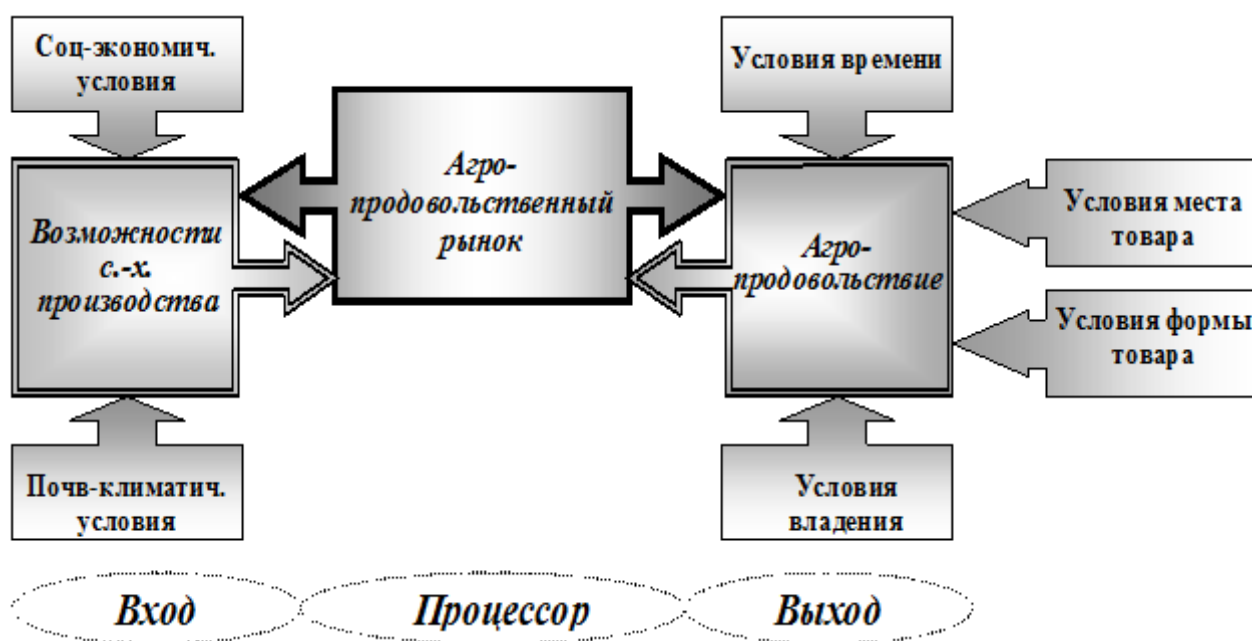 Соц-экономич.
условия
Условия времени
Агро-
продовольственный
рынок
Возможности
с.-х.
производства
Агро-
продовольствие
Условия места
товара
Условия формы
товара
Почв-климатич.
условия
Условия
владения
Вход
Процессор
Выход